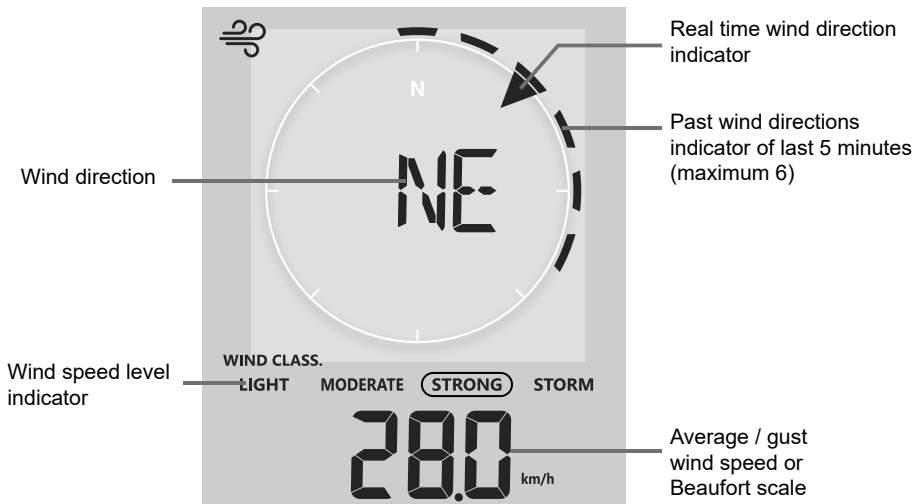 Real time wind direction
indicator
N
Past wind directions
indicator of last 5 minutes
(maximum 6)
Wind direction
NE
WIND CLASS.
Wind speed level
indicator
LIGHT MODERATE STRONG STORM
28.0 km/h
Average / gust
wind speed or
Beaufort scale